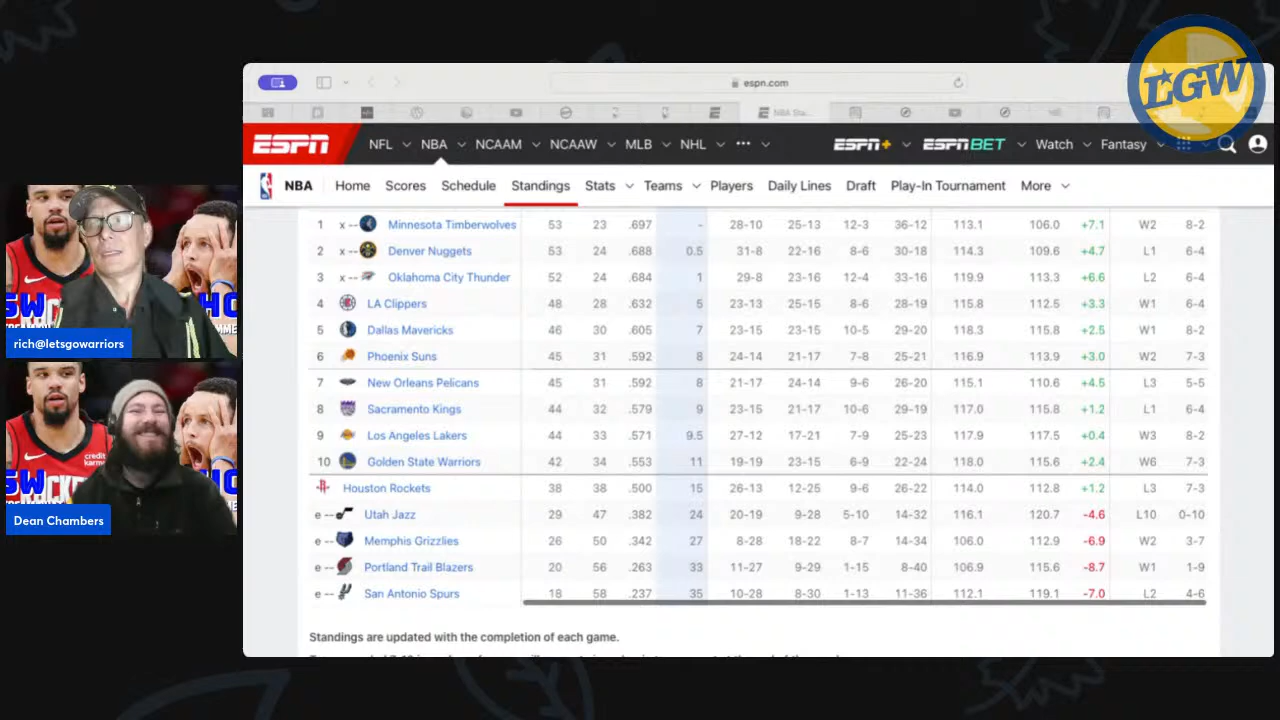 LGW
espn.com
NBA Sta...
ESPN NFL NBA NCAAM NCAAW MLB NHL ... ESPN+ ESPN BET Watch Fantasy
NBA Home Scores Schedule Standings Stats Teams Players Daily Lines Draft Play-In Tournament More
1 x -- Minnesota Timberwolves 53 23 .697 - 28-10 25-13 12-3 36-12 113.1 106.0 +7.1 W2 8-2
2 x -- Denver Nuggets 53 24 .688 0.5 31-8 22-16 8-6 30-18 114.3 109.6 +4.7 L1 6-4
3 x -- Oklahoma City Thunder 52 24 .684 1 29-8 23-16 12-4 33-16 119.9 113.3 +6.6 L2 6-4
4 LA Clippers 48 28 .632 5 23-13 25-15 8-6 28-19 115.8 112.5 +3.3 W1 6-4
5 Dallas Mavericks 46 30 .605 7 23-15 23-15 10-5 29-20 118.3 115.8 +2.5 W1 8-2
6 Phoenix Suns 45 31 .592 8 24-14 21-17 7-8 25-21 116.9 113.9 +3.0 W2 7-3
7 New Orleans Pelicans 45 31 .592 8 21-17 24-14 9-6 26-20 115.1 110.6 +4.5 L3 5-5
8 Sacramento Kings 44 32 .579 9 23-15 21-17 10-6 29-19 117.0 115.8 +1.2 L1 6-4
9 Los Angeles Lakers 44 33 .571 9.5 27-12 17-21 7-9 25-23 117.9 117.5 +0.4 W3 8-2
10 Golden State Warriors 42 34 .553 11 19-19 23-15 6-9 22-24 118.0 115.6 +2.4 W6 7-3
Houston Rockets 38 38 .500 15 26-13 12-25 9-6 26-22 114.0 112.8 +1.2 L3 7-3
e -- Utah Jazz 29 47 .382 24 20-19 9-28 5-10 14-32 116.1 120.7 -4.6 L10 0-10
e -- Memphis Grizzlies 26 50 .342 27 8-28 18-22 8-7 14-34 106.0 112.9 -6.9 W2 3-7
e -- Portland Trail Blazers 20 56 .263 33 11-27 9-29 1-15 8-40 106.9 115.6 -8.7 W1 1-9
e -- San Antonio Spurs 18 58 .237 35 10-28 8-30 1-13 11-36 112.1 119.1 -7.0 L2 4-6
Standings are updated with the completion of each game.
rich@letsgowarriors
credit karma
Dean Chambers